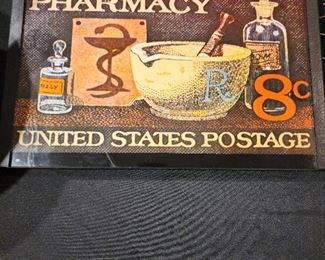 PHARMACY
R
8c
UNITED STATES POSTAGE